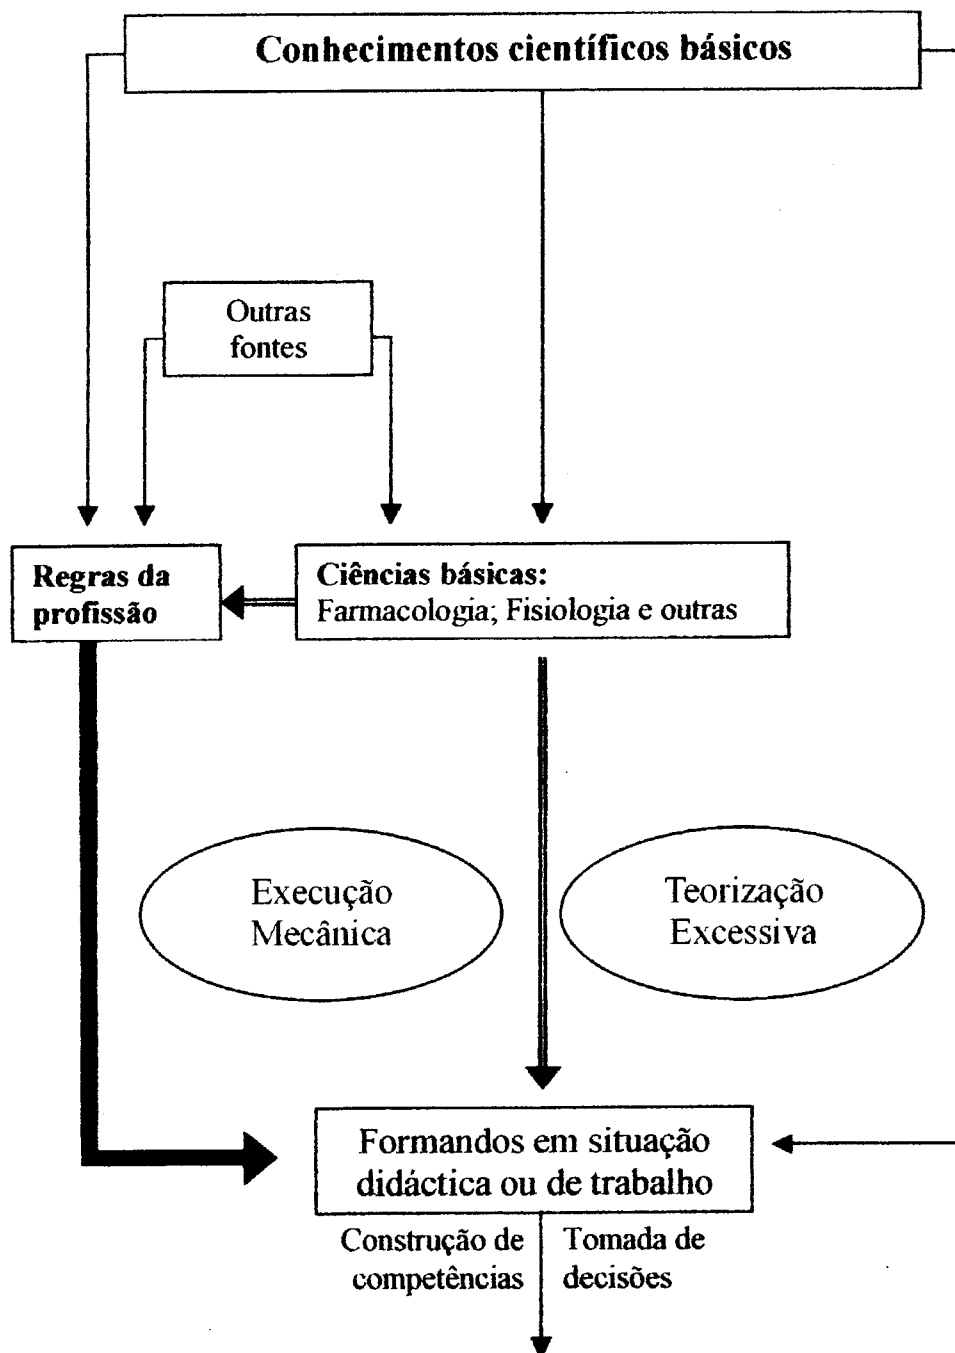 Conhecimentos científicos básicos
Outras
fontes
Regras da
profissão
Ciências básicas:
Farmacologia; Fisiologia e outras
Execução
Mecânica
Teorização
Excessiva
Formandos em situação
didáctica ou de trabalho
Construção de
competências
Tomada de
decisões